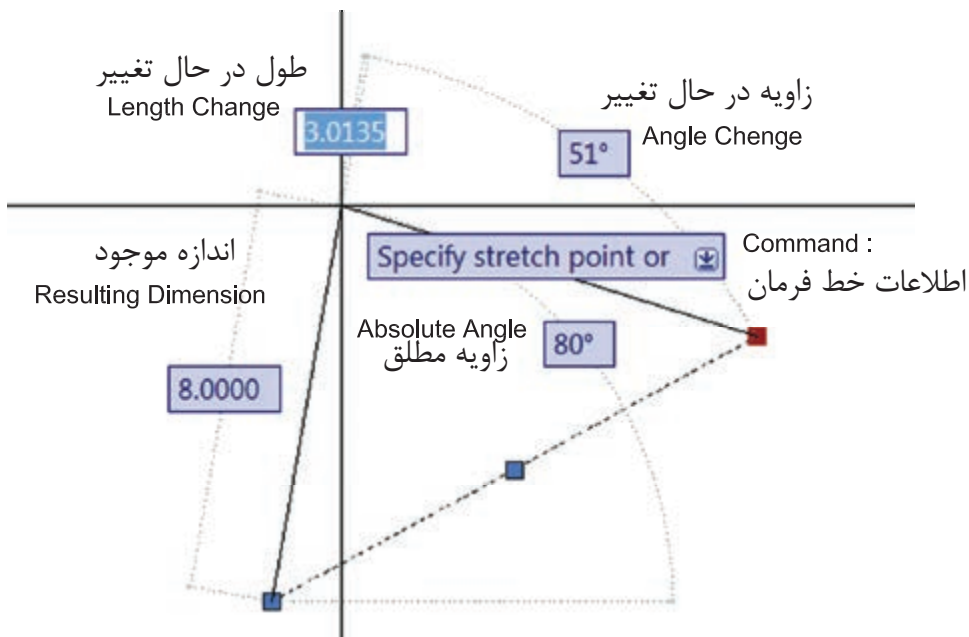 طول در حال تغییر
Length Change
3.0135
زاویه در حال تغییر
Angle Chenge
51°
اندازه موجود
Resulting Dimension
Specify stretch point or
Command :
اطلاعات خط فرمان
Absolute Angle
زاویه مطلق
80°
8.0000